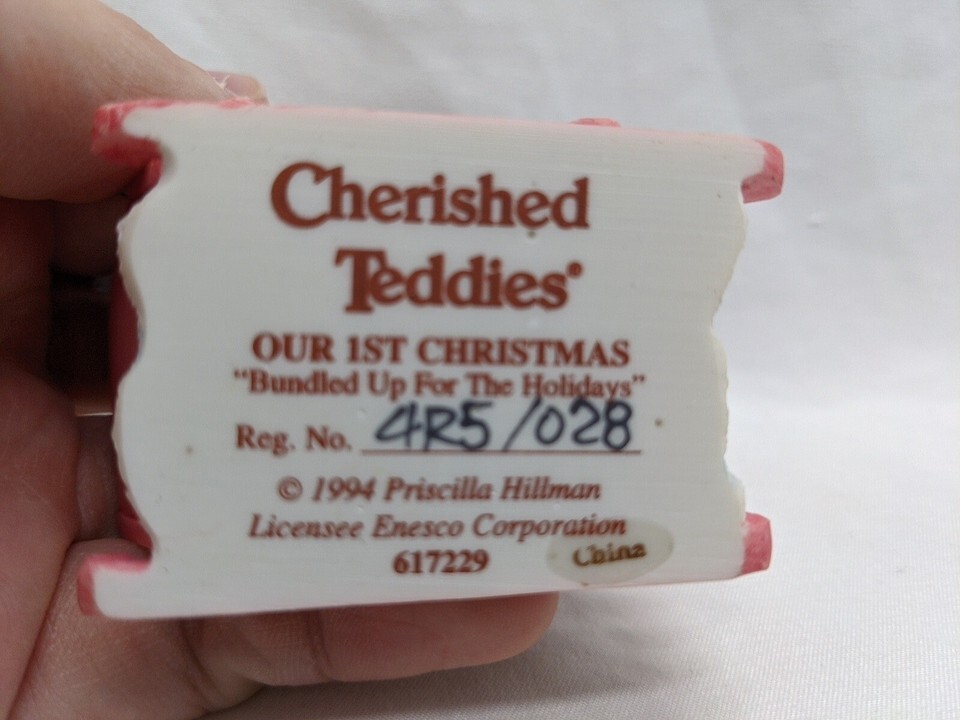 Cherished
Teddies®
OUR 1ST CHRISTMAS
"Bundled Up For The Holidays"
Reg. No. 4R5/028
© 1994 Priscilla Hillman
Licensee Enesco Corporation
617229
China